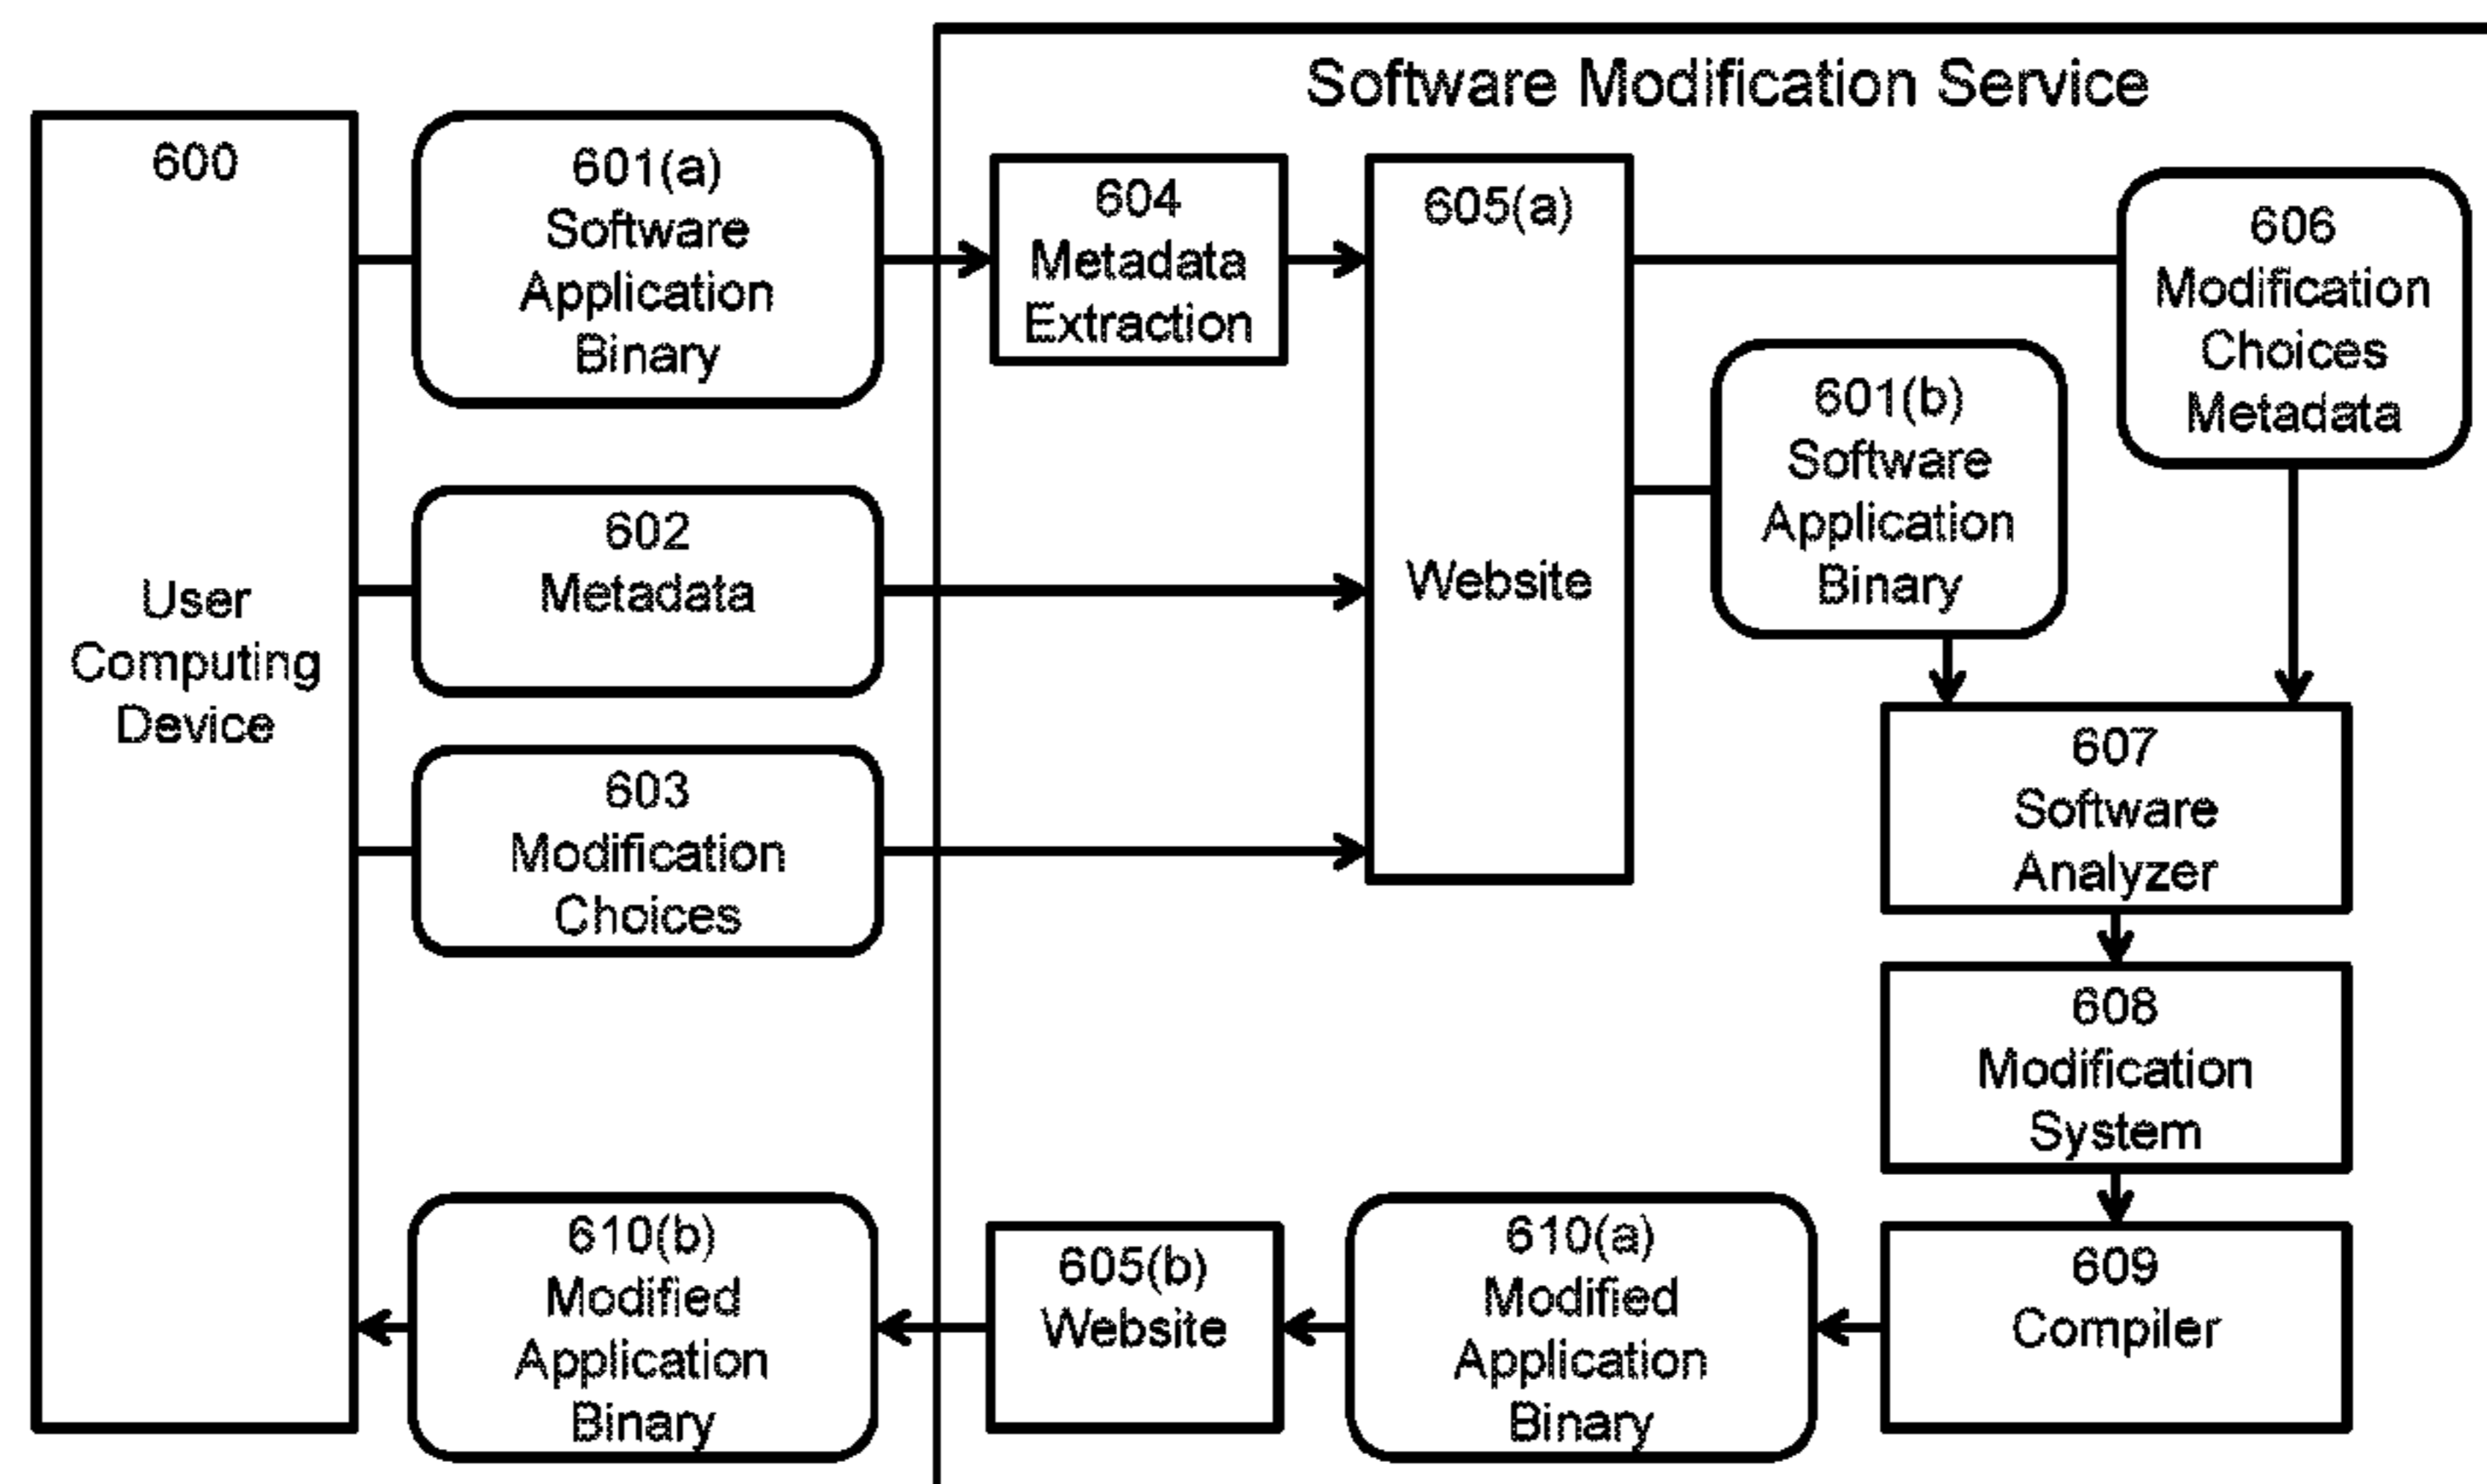 Software Modification Service
600
User
Computing
Device
601(a)
Software
Application
Binary
602
Metadata
603
Modification
Choices
604
Metadata
Extraction
605(a)
Website
606
Modification
Choices
Metadata
601(b)
Software
Application
Binary
607
Software
Analyzer
608
Modification
System
609
Compiler
610(a)
Modified
Application
Binary
605(b)
Website
610(b)
Modified
Application
Binary